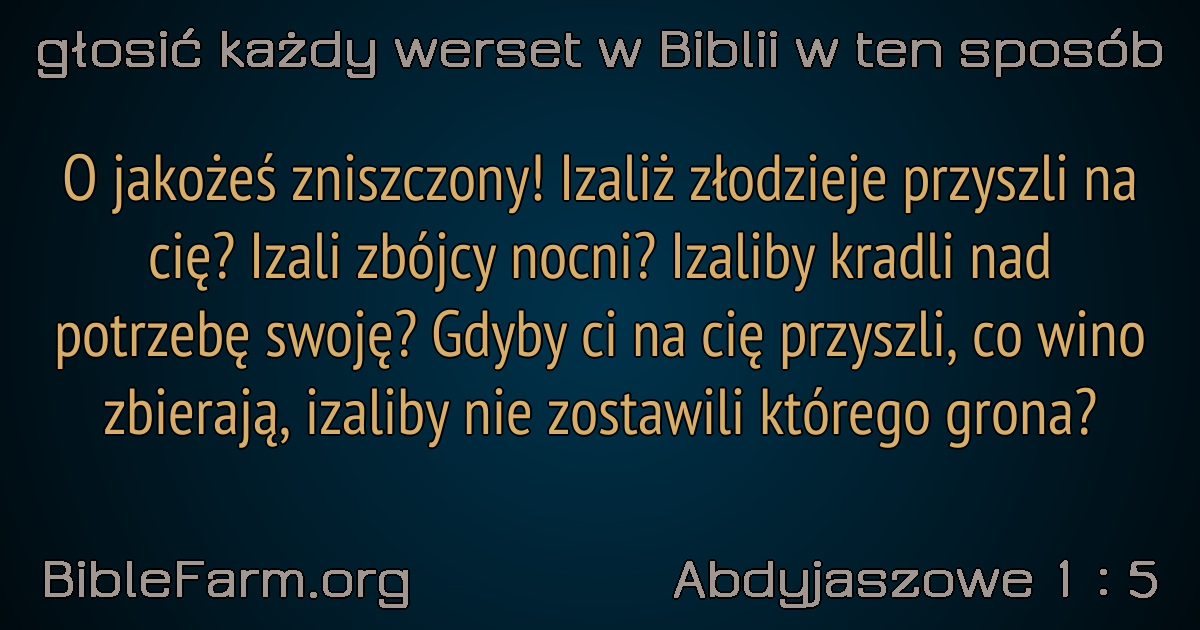 głosić każdy werset w Biblii w ten sposób
O jakożeś zniszczony! Izaliż złodzieje przyszli na
cię? Izali zbójcy nocni? Izaliby kradli nad
potrzebę swoję? Gdyby ci na cię przyszli, co wino
zbierają, izaliby nie zostawili którego grona?
BibleFarm.org
Abdyjaszowe 1 : 5